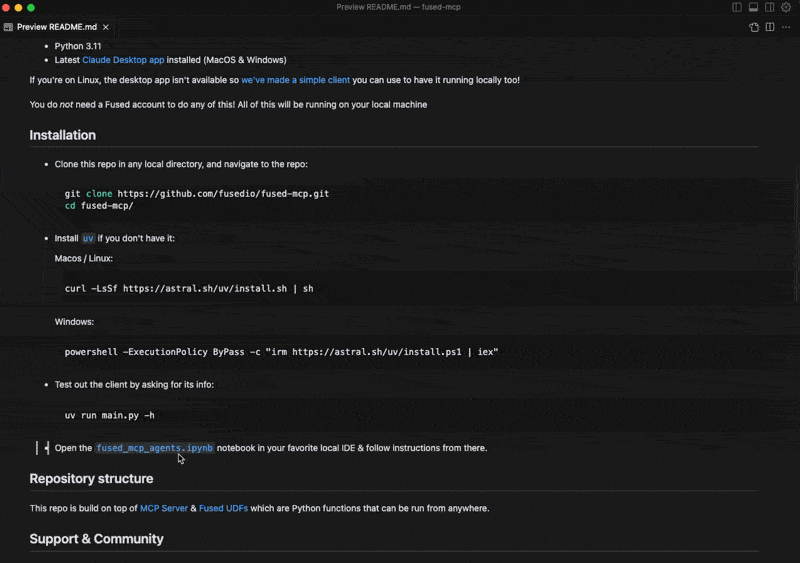 Preview README.md — fused-mcp
Preview README.md
Python 3.11
Latest Claude Desktop app installed (MacOS & Windows)
If you're on Linux, the desktop app isn't available so we've made a simple client you can use to have it running locally too!
You do not need a Fused account to do any of this! All of this will be running on your local machine
Installation
Clone this repo in any local directory, and navigate to the repo:
git clone https://github.com/fusedio/fused-mcp.git
cd fused-mcp/
Install uv if you don't have it:
Macos / Linux:
curl -LsSf https://astral.sh/uv/install.sh | sh
Windows:
powershell -ExecutionPolicy ByPass -c "irm https://astral.sh/uv/install.ps1 | iex"
Test out the client by asking for its info:
uv run main.py -h
Open the fused_mcp_agents.ipynb notebook in your favorite local IDE & follow instructions from there.
Repository structure
This repo is build on top of MCP Server & Fused UDFs which are Python functions that can be run from anywhere.
Support & Community